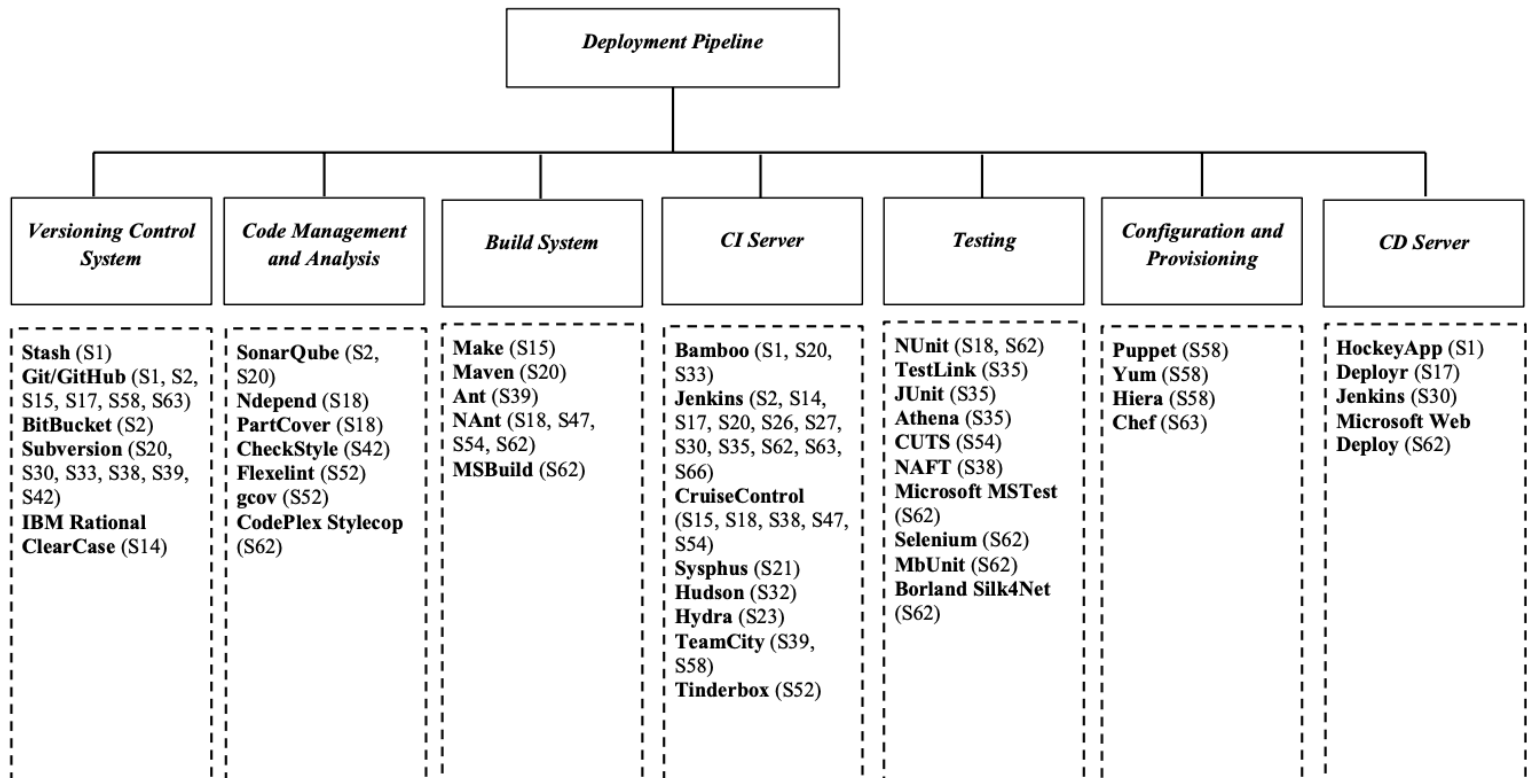 Deployment Pipeline
Versioning Control
System
Code Management
and Analysis
Build System
CI Server
Testing
Configuration and
Provisioning
CD Server
Stash (S1)
Git/GitHub (S1, S2,
S15, S17, S58, S63)
BitBucket (S2)
Subversion (S20,
S30, S33, S38, S39,
S42)
IBM Rational
ClearCase (S14)
SonarQube (S2,
S20)
Ndepend (S18)
PartCover (S18)
CheckStyle (S42)
Flexelint (S52)
gcov (S52)
CodePlex Stylecop
(S62)
Make (S15)
Maven (S20)
Ant (S39)
NAnt (S18, S47,
S54, S62)
MSBuild (S62)
Bamboo (S1, S20,
S33)
Jenkins (S2, S14,
S17, S20, S26, S27,
S30, S35, S62, S63,
S66)
CruiseControl
(S15, S18, S38, S47,
S54)
Sysphus (S21)
Hudson (S32)
Hydra (S23)
TeamCity (S39,
S58)
Tinderbox (S52)
NUnit (S18, S62)
TestLink (S35)
JUnit (S35)
Athena (S35)
CUTS (S54)
NAFT (S38)
Microsoft MSTest
(S62)
Selenium (S62)
MbUnit (S62)
Borland Silk4Net
(S62)
Puppet (S58)
Yum (S58)
Hiera (S58)
Chef (S63)
HockeyApp (S1)
Deployr (S17)
Jenkins (S30)
Microsoft Web
Deploy (S62)